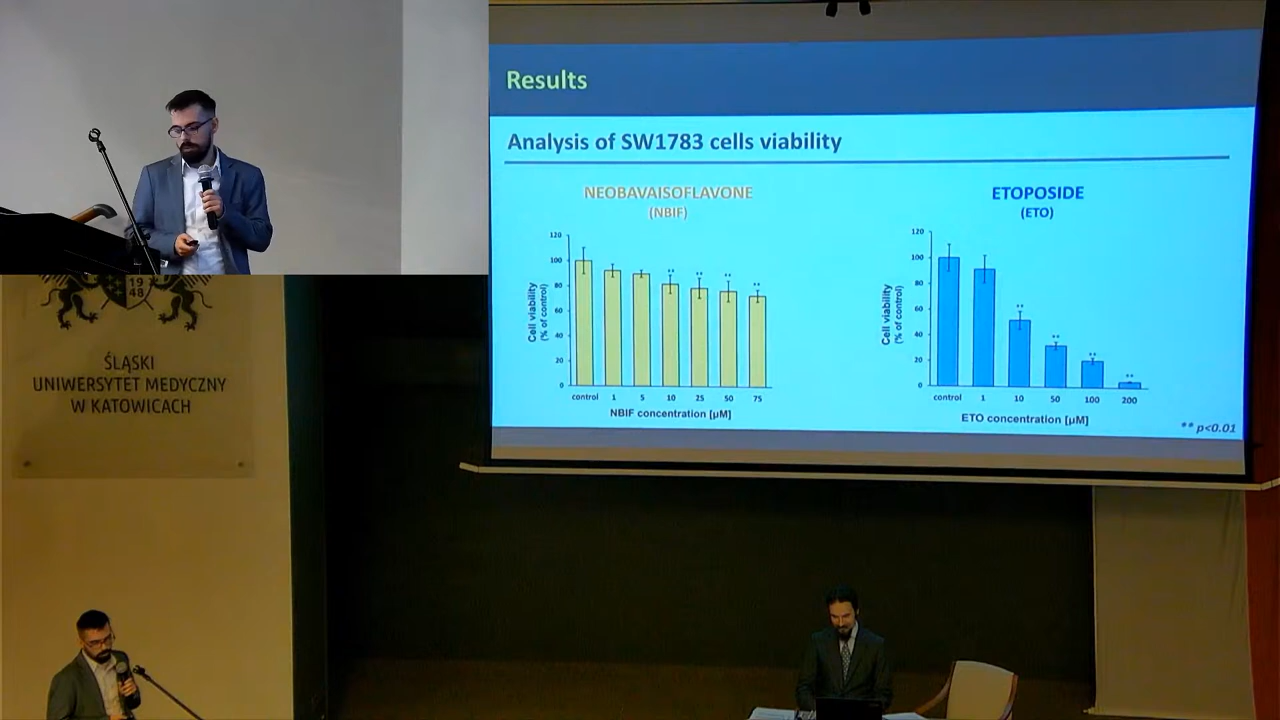 Results
Analysis of SW1783 cells viability
NEOBAVAISOFLAVONE
(NBIF)
120
100
80
60
40
20
0
Cell viability
(% of control)
** ** ** **
control 1 5 10 25 50 75
NBIF concentration [µM]
ETOPOSIDE
(ETO)
120
100
80
60
40
20
0
Cell viability
(% of control)
** ** ** **
control 1 10 50 100 200
ETO concentration [µM]
** p<0.01
19
48
ŚLĄSKI
UNIWERSYTET MEDYCZNY
W KATOWICACH